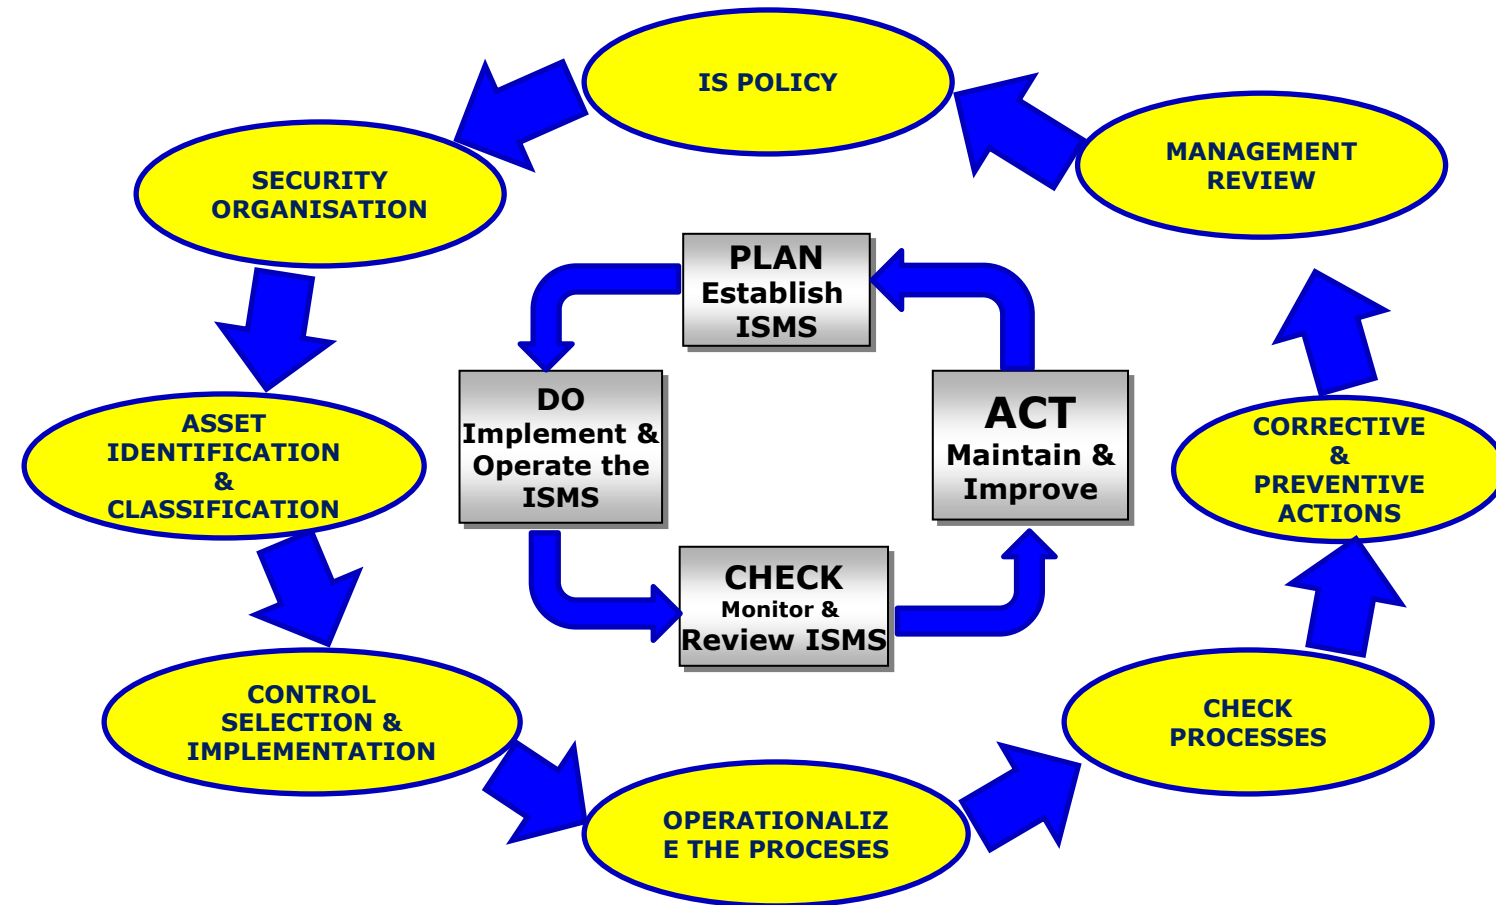 IS POLICY
MANAGEMENT
REVIEW
SECURITY
ORGANISATION
PLAN
Establish
ISMS
DO
Implement &
Operate the
ISMS
ACT
Maintain &
Improve
ASSET
IDENTIFICATION
&
CLASSIFICATION
CORRECTIVE
&
PREVENTIVE
ACTIONS
CHECK
Monitor &
Review ISMS
CONTROL
SELECTION &
IMPLEMENTATION
CHECK
PROCESSES
OPERATIONALIZ
E THE PROCESES